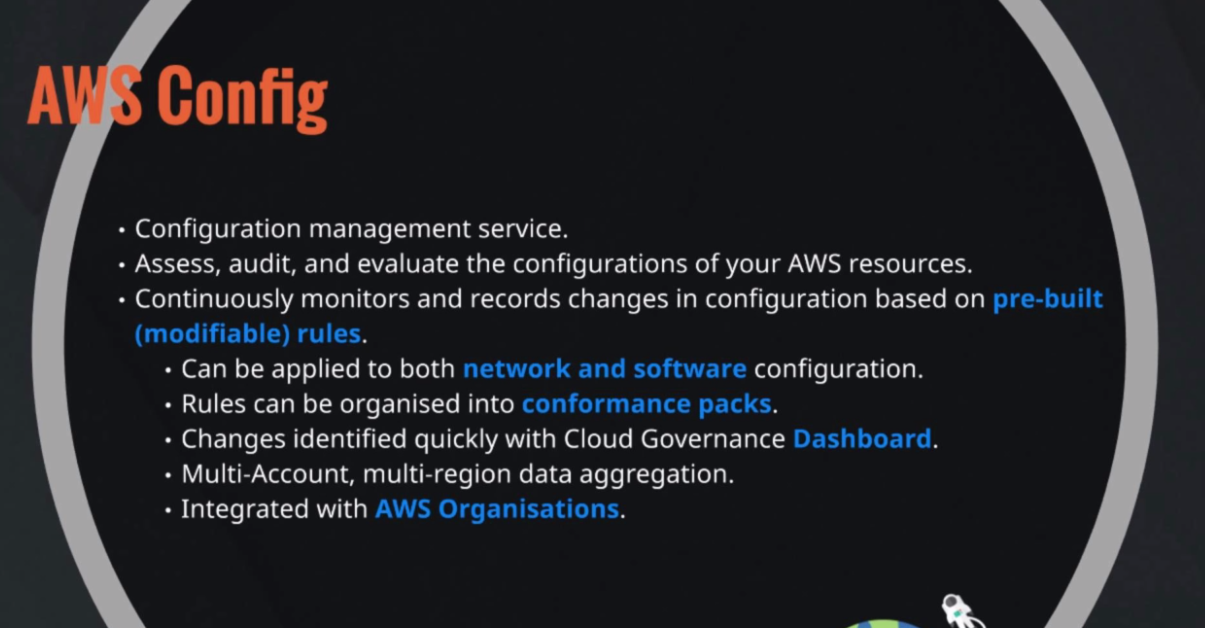 AWS Config
• Configuration management service.
• Assess, audit, and evaluate the configurations of your AWS resources.
• Continuously monitors and records changes in configuration based on pre-built
(modifiable) rules.
• Can be applied to both network and software configuration.
• Rules can be organised into conformance packs.
• Changes identified quickly with Cloud Governance Dashboard.
• Multi-Account, multi-region data aggregation.
• Integrated with AWS Organisations.